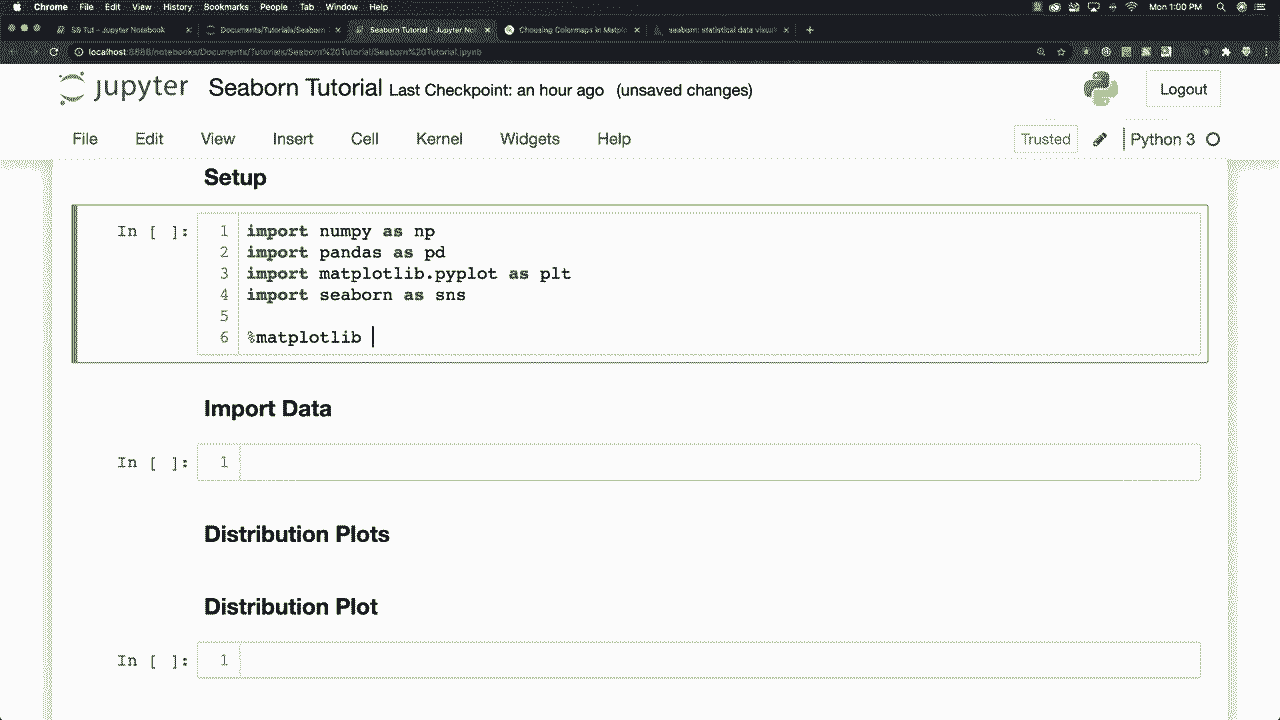 Chrome File Edit View History Bookmarks People Tab Window Help Mon 1:00 PM
SB Tut - Jupyter Notebook Documents/Tutorials/Seaborn Seaborn Tutorial - Jupyter Not Choosing Colormaps in Matplo seaborn: statistical data visuali
localhost:8888/notebooks/Documents/Tutorials/Seaborn%20Tutorial/Seaborn%20Tutorial.ipynb
jupyter Seaborn Tutorial Last Checkpoint: an hour ago (unsaved changes) Logout
File Edit View Insert Cell Kernel Widgets Help Trusted Python 3
Setup
In [ ]: 1 import numpy as np
2 import pandas as pd
3 import matplotlib.pyplot as plt
4 import seaborn as sns
5
6 %matplotlib
Import Data
In [ ]: 1
Distribution Plots
Distribution Plot
In [ ]: 1